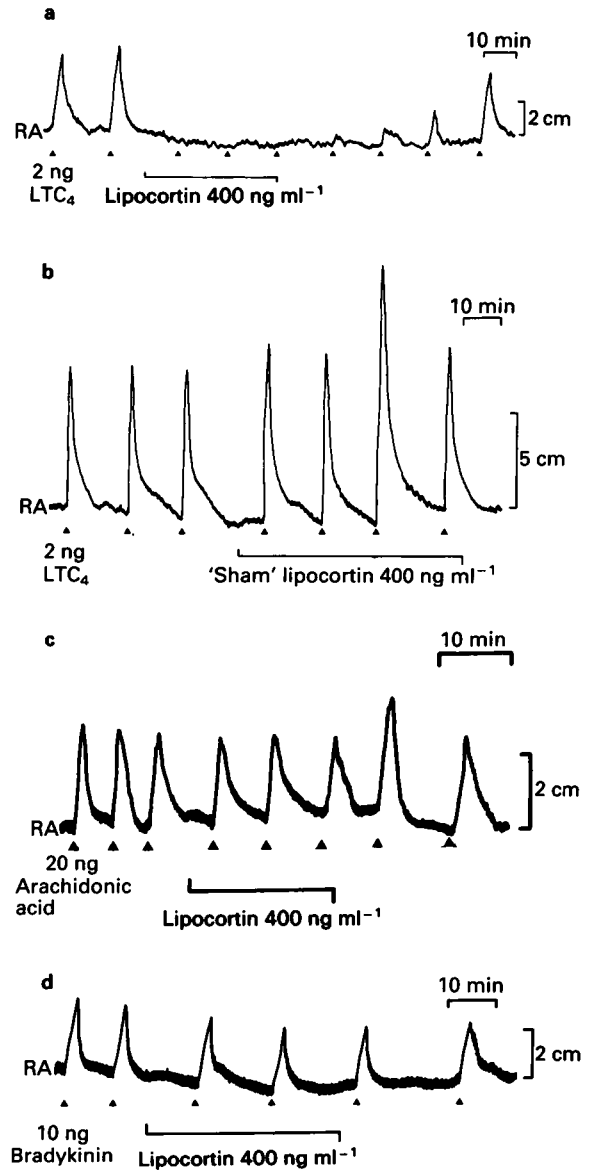 a
10 min
RA
2 cm
2 ng
LTC₄
Lipocortin 400 ng ml⁻¹
b
10 min
RA
5 cm
2 ng
LTC₄
'Sham' lipocortin 400 ng ml⁻¹
c
10 min
RA
2 cm
20 ng
Arachidonic
acid
Lipocortin 400 ng ml⁻¹
d
10 min
RA
2 cm
10 ng
Bradykinin
Lipocortin 400 ng ml⁻¹